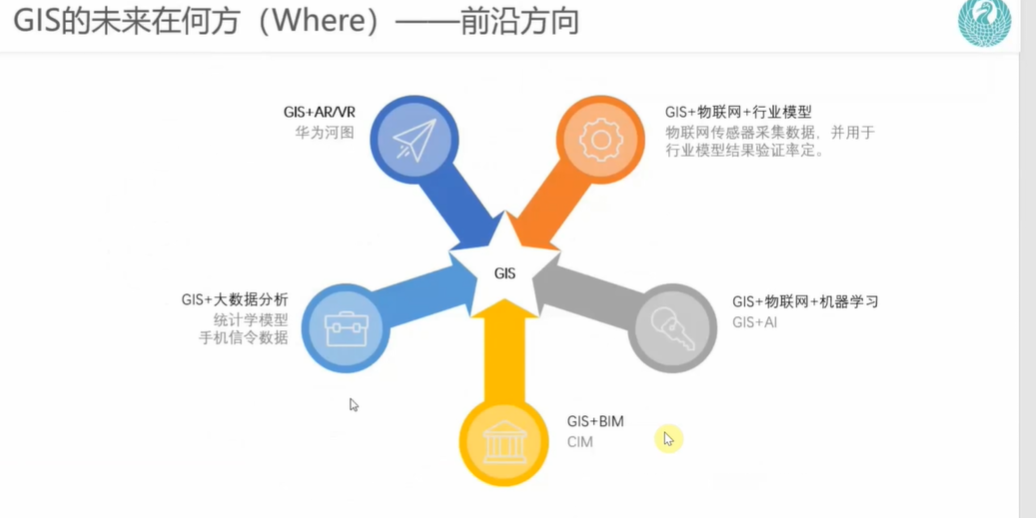 GIS的未来在何方（Where）——前沿方向
GIS+AR/VR
华为河图
GIS+物联网+行业模型
物联网传感器采集数据，并用于
行业模型结果验证率定。
GIS
GIS+大数据分析
统计学模型
手机信令数据
GIS+物联网+机器学习
GIS+AI
GIS+BIM
CIM